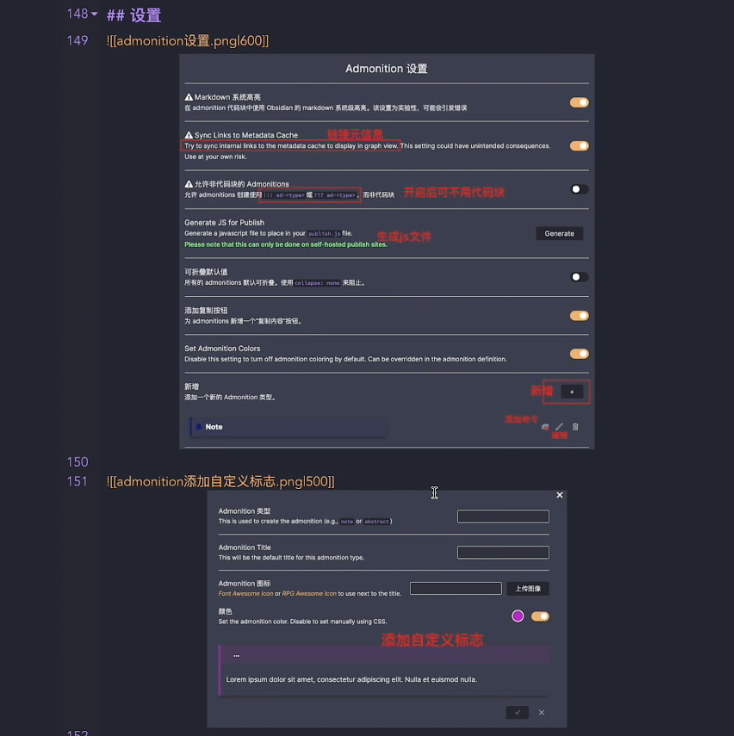 148 ## 设置
149 ![[admonition设置.png|600]]
Admonition 设置
Markdown 系统高亮
在 admonition 代码块中使用 Obsidian 的 markdown 系统级高亮。该设置为实验性，可能会引发错误
Sync Links to Metadata Cache 链接元信息
Try to sync internal links to the metadata cache to display in graph view. This setting could have unintended consequences.
Use at your own risk.
允许非代码块的 Admonitions
允许 admonitions 创建使用 !!! ad-<type> 或 ??? ad-<type>，而非代码块 开启后可不用代码块
Generate JS for Publish
Generate a javascript file to place in your publish.js file. 生成js文件 Generate
Please note that this can only be done on self-hosted publish sites.
可折叠默认值
所有的 admonitions 默认可折叠。使用 collapse: none 来阻止。
添加复制按钮
为 admonitions 新增一个“复制内容”按钮。
Set Admonition Colors
Disable this setting to turn off admonition coloring by default. Can be overridden in the admonition definition.
新增 新增 +
添加一个新的 Admonition 类型。
Note 添加命令
编辑
150
151 ![[admonition添加自定义标志.png|500]]
Admonition 类型
This is used to create the admonition (e.g., note or abstract)
Admonition Title
This will be the default title for this admonition type.
Admonition 图标
Font Awesome Icon or RPG Awesome Icon to use next to the title. 上传图像
颜色
Set the admonition color. Disable to set manually using CSS.
添加自定义标志
...
Lorem ipsum dolor sit amet, consectetur adipiscing elit. Nulla et euismod nulla.
152